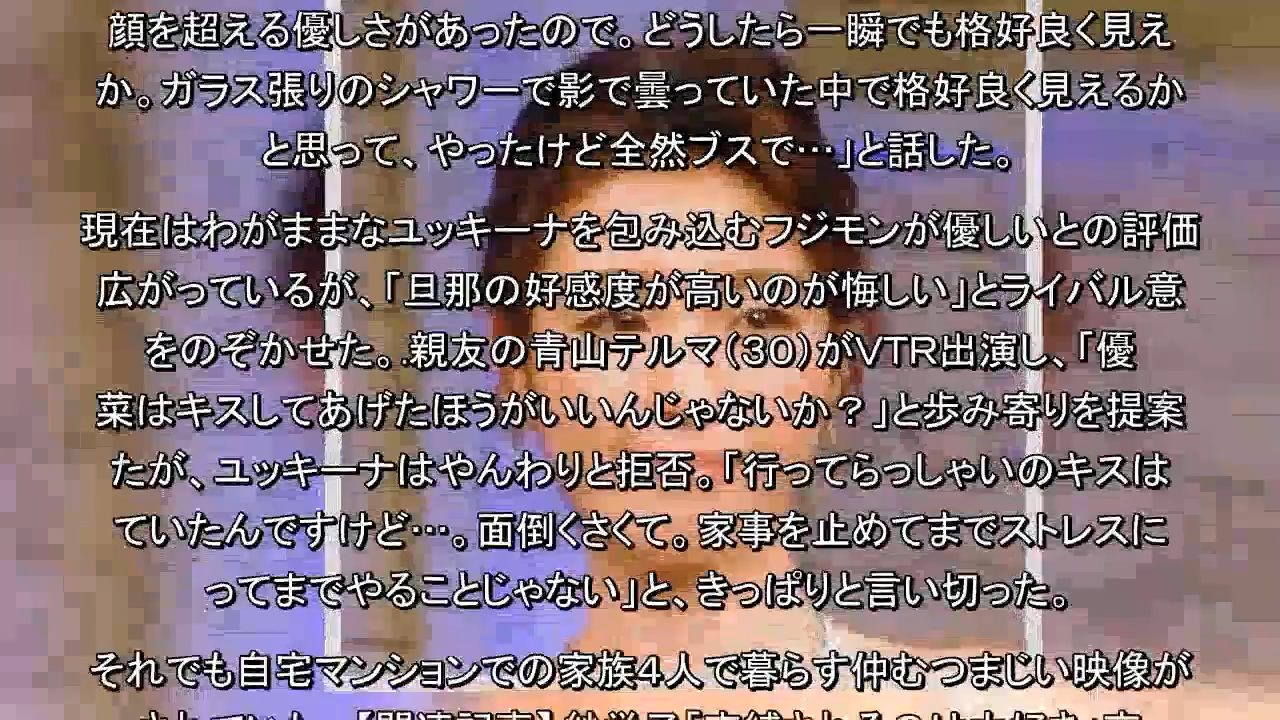 顔を超える優しさがあったので。どうしたら一瞬でも格好良く見え
か。ガラス張りのシャワーで影で曇っていた中で格好良く見えるか
と思って、やったけど全然ブスで…」と話した。
現在はわがままなユッキーナを包み込むフジモンが優しいとの評価
広がっているが、「旦那の好感度が高いのが悔しい」とライバル意
をのぞかせた。.親友の青山テルマ(30)がVTR出演し、「優
菜はキスしてあげたほうがいいんじゃないか?」と歩み寄りを提案
たが、ユッキーナはやんわりと拒否。「行ってらっしゃいのキスは
ていたんですけど…。面倒くさくて。家事を止めてまでストレスに
ってまでやることじゃない」と、きっぱりと言い切った。
それでも自宅マンションでの家族4人で暮らす仲むつまじい映像が